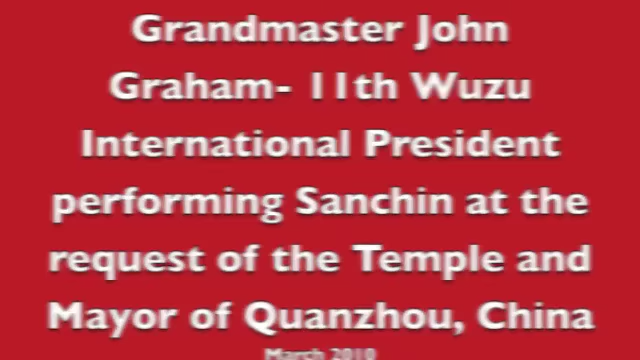 Grandmaster John
Graham- 11th Wuzu
International President
performing Sanchin at the
request of the Temple and
Mayor of Quanzhou, China
March 2010